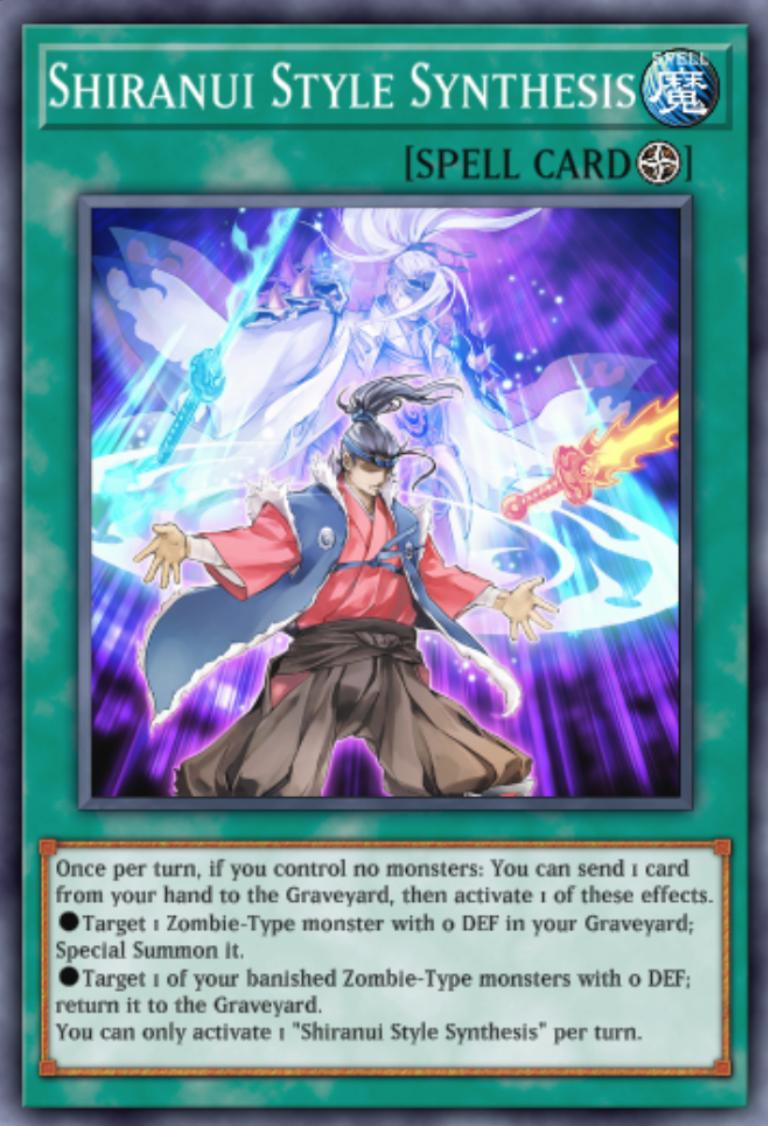 SHIRANUI STYLE SYNTHESIS
SPELL
魔
[SPELL CARD]
Once per turn, if you control no monsters: You can send 1 card
from your hand to the Graveyard, then activate 1 of these effects.
●Target 1 Zombie-Type monster with 0 DEF in your Graveyard;
Special Summon it.
●Target 1 of your banished Zombie-Type monsters with 0 DEF;
return it to the Graveyard.
You can only activate 1 "Shiranui Style Synthesis" per turn.